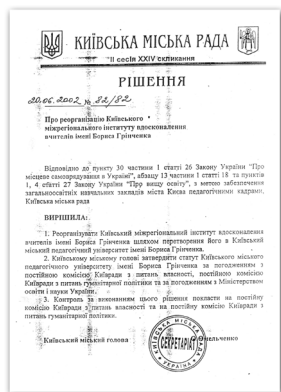 КИЇВСЬКА МІСЬКА РАДА
II сесія XXIV скликання
РІШЕННЯ
20.06.2002 № 82/82
Про реорганізацію Київського
міжрегіонального інституту вдосконалення
вчителів імені Бориса Грінченка
Відповідно до пункту 30 частини 1 статті 26 Закону України "Про
місцеве самоврядування в Україні", абзацу 13 частини 1 статті 18 та пунктів
1, 4 статті 27 Закону України "Про вищу освіту", з метою забезпечення
загальноосвітніх навчальних закладів міста Києва педагогічними кадрами,
Київська міська рада
ВИРІШИЛА:
1. Реорганізувати Київський міжрегіональний інститут вдосконалення
вчителів імені Бориса Грінченка шляхом перетворення його в Київський
міський педагогічний університет імені Бориса Грінченка.
2. Київському міському голові затвердити статут Київського міського
педагогічного університету імені Бориса Грінченка за погодженням з
постійною комісією Київради з питань власності, постійною комісією
Київради з питань гуманітарної політики та за погодженням з Міністерством
освіти і науки України.
3. Контроль за виконанням цього рішення покласти на постійну
комісію Київради з питань власності та на постійну комісію Київради з
питань гуманітарної політики.
Київський міський голова
СЕКРЕТАРІАТ
Омельченко